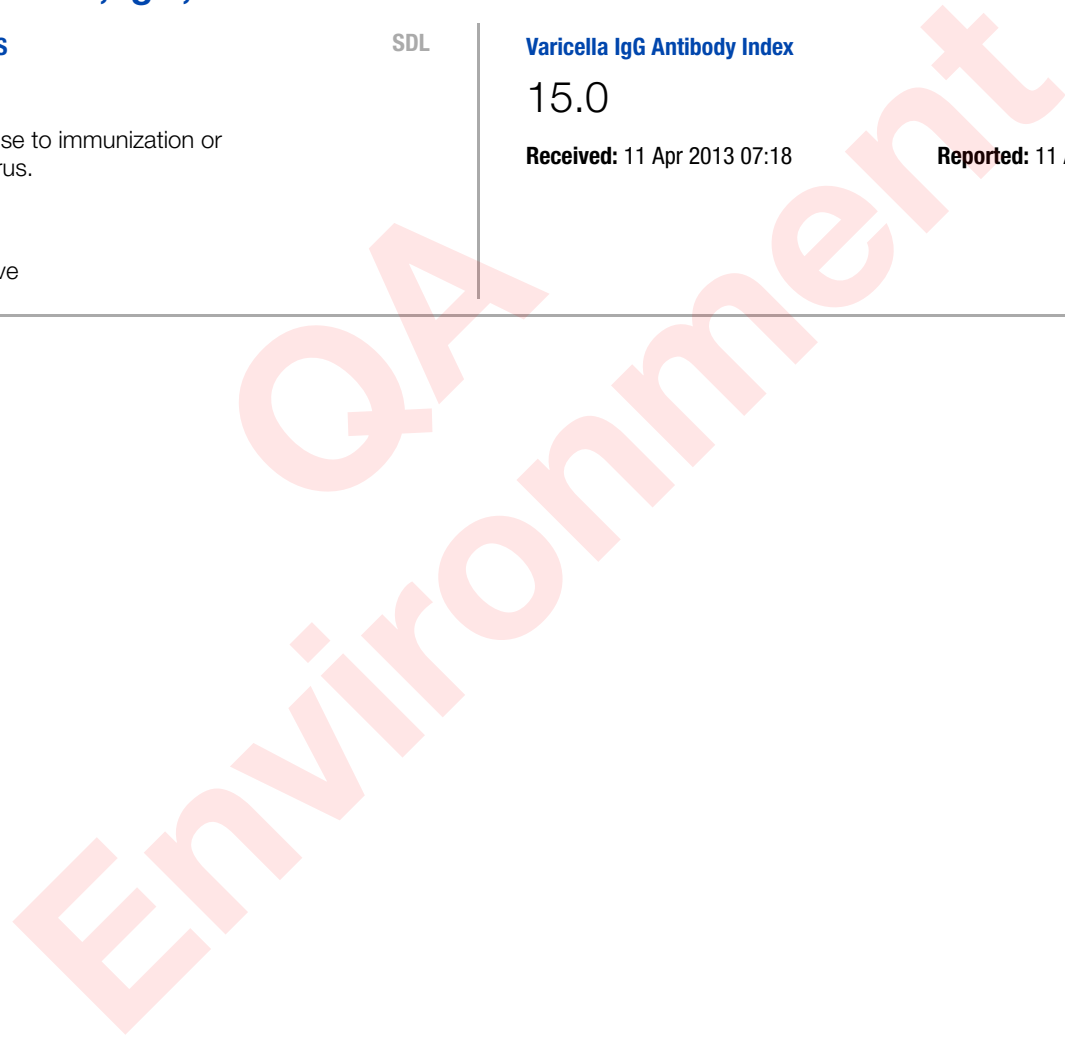 S
SDL
se to immunization or
rus.
ve
Varicella IgG Antibody Index
15.0
Received: 11 Apr 2013 07:18 Reported: 11
QA
Environment